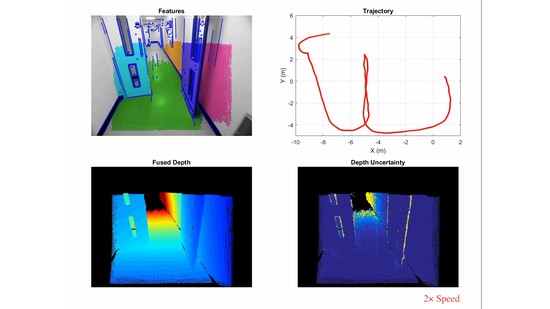 Features
Trajectory
6
4
2
0
-2
-4
Y (m)
-10 -8 -6 -4 -2 0 2
X (m)
Fused Depth
Depth Uncertainty
2× Speed